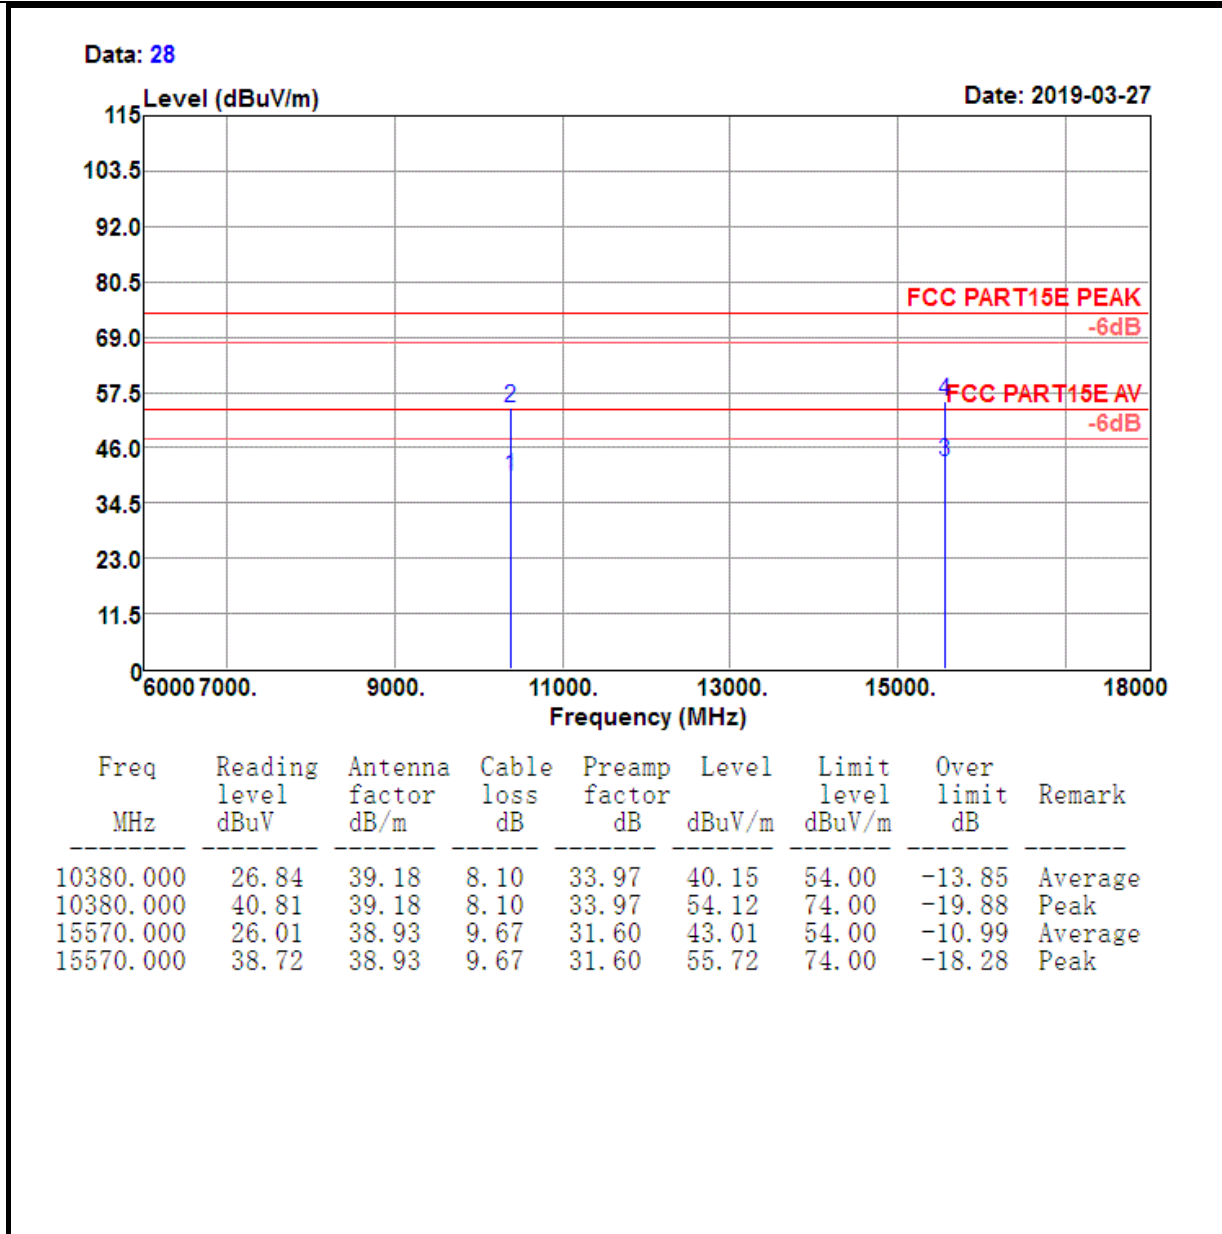 Data: 28
Level (dBuV/m) Date: 2019-03-27
115
103.5
92.0
80.5
FCC PART15E PEAK
-6dB
69.0
57.5
2
4
FCC PART15E AV
-6dB
46.0
1
3
34.5
23.0
11.5
0
6000 7000. 9000. 11000. 13000. 15000. 18000
Frequency (MHz)
Freq Reading Antenna Cable Preamp Level Limit Over
level factor loss factor level limit Remark
MHz dBuV dB/m dB dB dBuV/m dBuV/m dB
-------- -------- ------- ------ ------- ------- ------- ------- -------
10380.000 26.84 39.18 8.10 33.97 40.15 54.00 -13.85 Average
10380.000 40.81 39.18 8.10 33.97 54.12 74.00 -19.88 Peak
15570.000 26.01 38.93 9.67 31.60 43.01 54.00 -10.99 Average
15570.000 38.72 38.93 9.67 31.60 55.72 74.00 -18.28 Peak